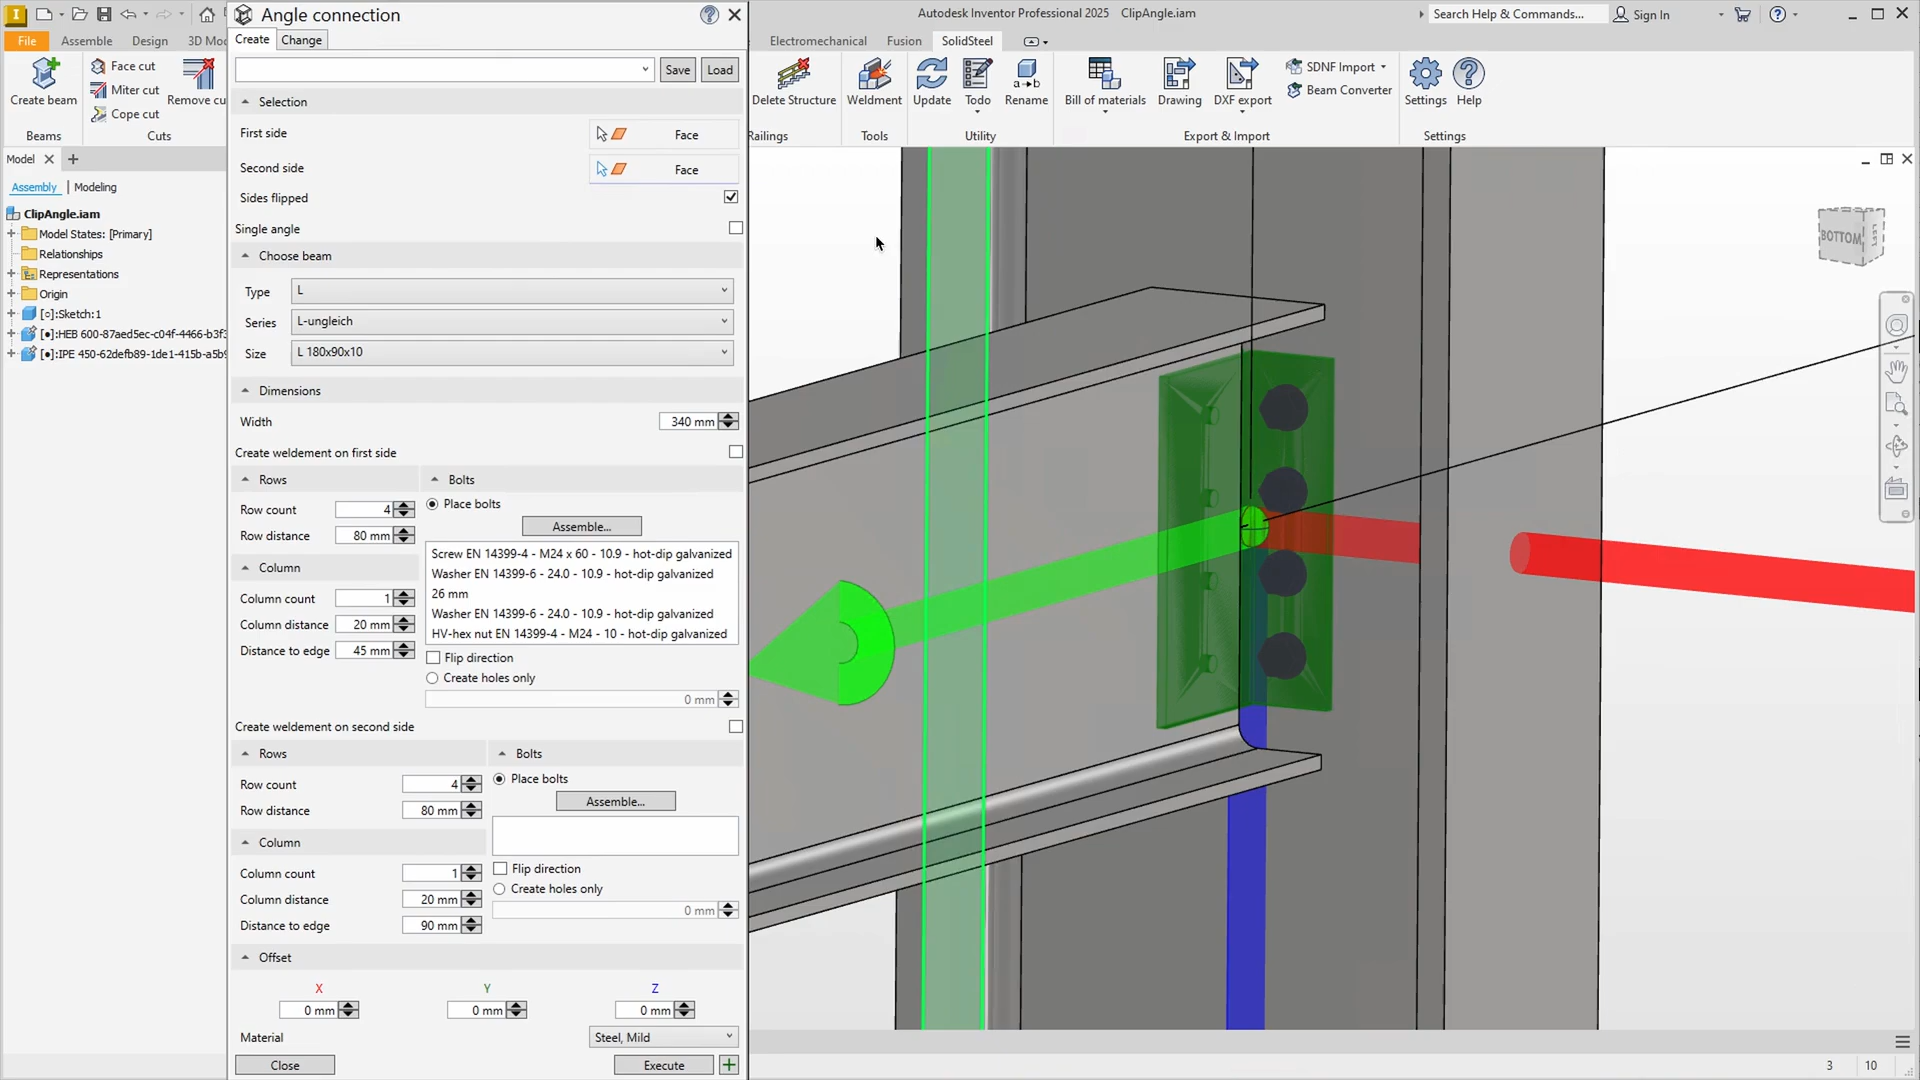 Angle connection
Autodesk Inventor Professional 2025 ClipAngle.iam
Search Help & Commands...
Sign In
File
Assemble
Design
3D Mo
Create
Change
Electromechanical
Fusion
SolidSteel
Create beam
Face cut
Miter cut
Cope cut
Remove cu
Beams
Cuts
Save
Load
Delete Structure
Weldment
Update
Todo
Rename
Bill of materials
Drawing
DXF export
SDNF Import
Beam Converter
Settings
Help
Railings
Tools
Utility
Export & Import
Settings
Model
Assembly
Modeling
ClipAngle.iam
Model States: [Primary]
Relationships
Representations
Origin
[○]:Sketch:1
[●]:HEB 600-87aed5ec-c04f-4466-b3f3
[●]:IPE 450-62defb89-1de1-415b-a5b9
Selection
First side
Face
Second side
Face
Sides flipped
Single angle
Choose beam
Type
L
Series
L-ungleich
Size
L 180x90x10
Dimensions
Width
340 mm
Create weldement on first side
Rows
Row count
4
Row distance
80 mm
Column
Column count
1
Column distance
20 mm
Distance to edge
45 mm
Bolts
Place bolts
Assemble...
Screw EN 14399-4 - M24 x 60 - 10.9 - hot-dip galvanized
Washer EN 14399-6 - 24.0 - 10.9 - hot-dip galvanized
26 mm
Washer EN 14399-6 - 24.0 - 10.9 - hot-dip galvanized
HV-hex nut EN 14399-4 - M24 - 10 - hot-dip galvanized
Flip direction
Create holes only
0 mm
Create weldement on second side
Rows
Row count
4
Row distance
80 mm
Column
Column count
1
Column distance
20 mm
Distance to edge
90 mm
Bolts
Place bolts
Assemble...
Flip direction
Create holes only
0 mm
Offset
X
Y
Z
0 mm
0 mm
0 mm
Material
Steel, Mild
Close
Execute
BOTTOM
LEFT
3
10